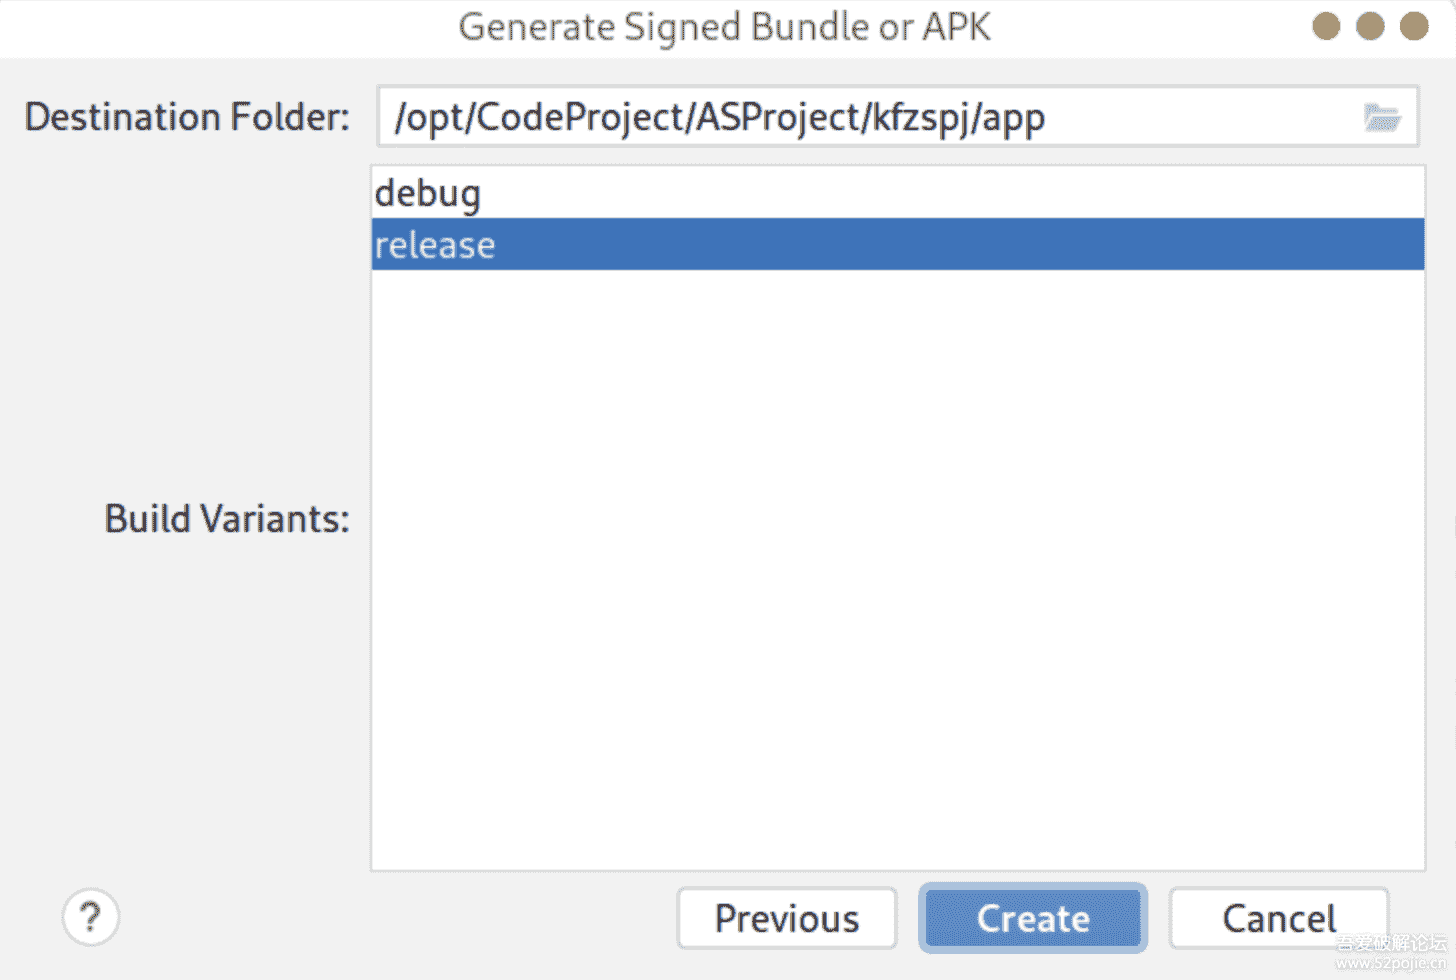 Generate Signed Bundle or APK
Destination Folder: /opt/CodeProject/ASProject/kfzspj/app
debug
release
Build Variants:
? Previous Create Cancel
吾爱破解论坛
www.52pojie.cn